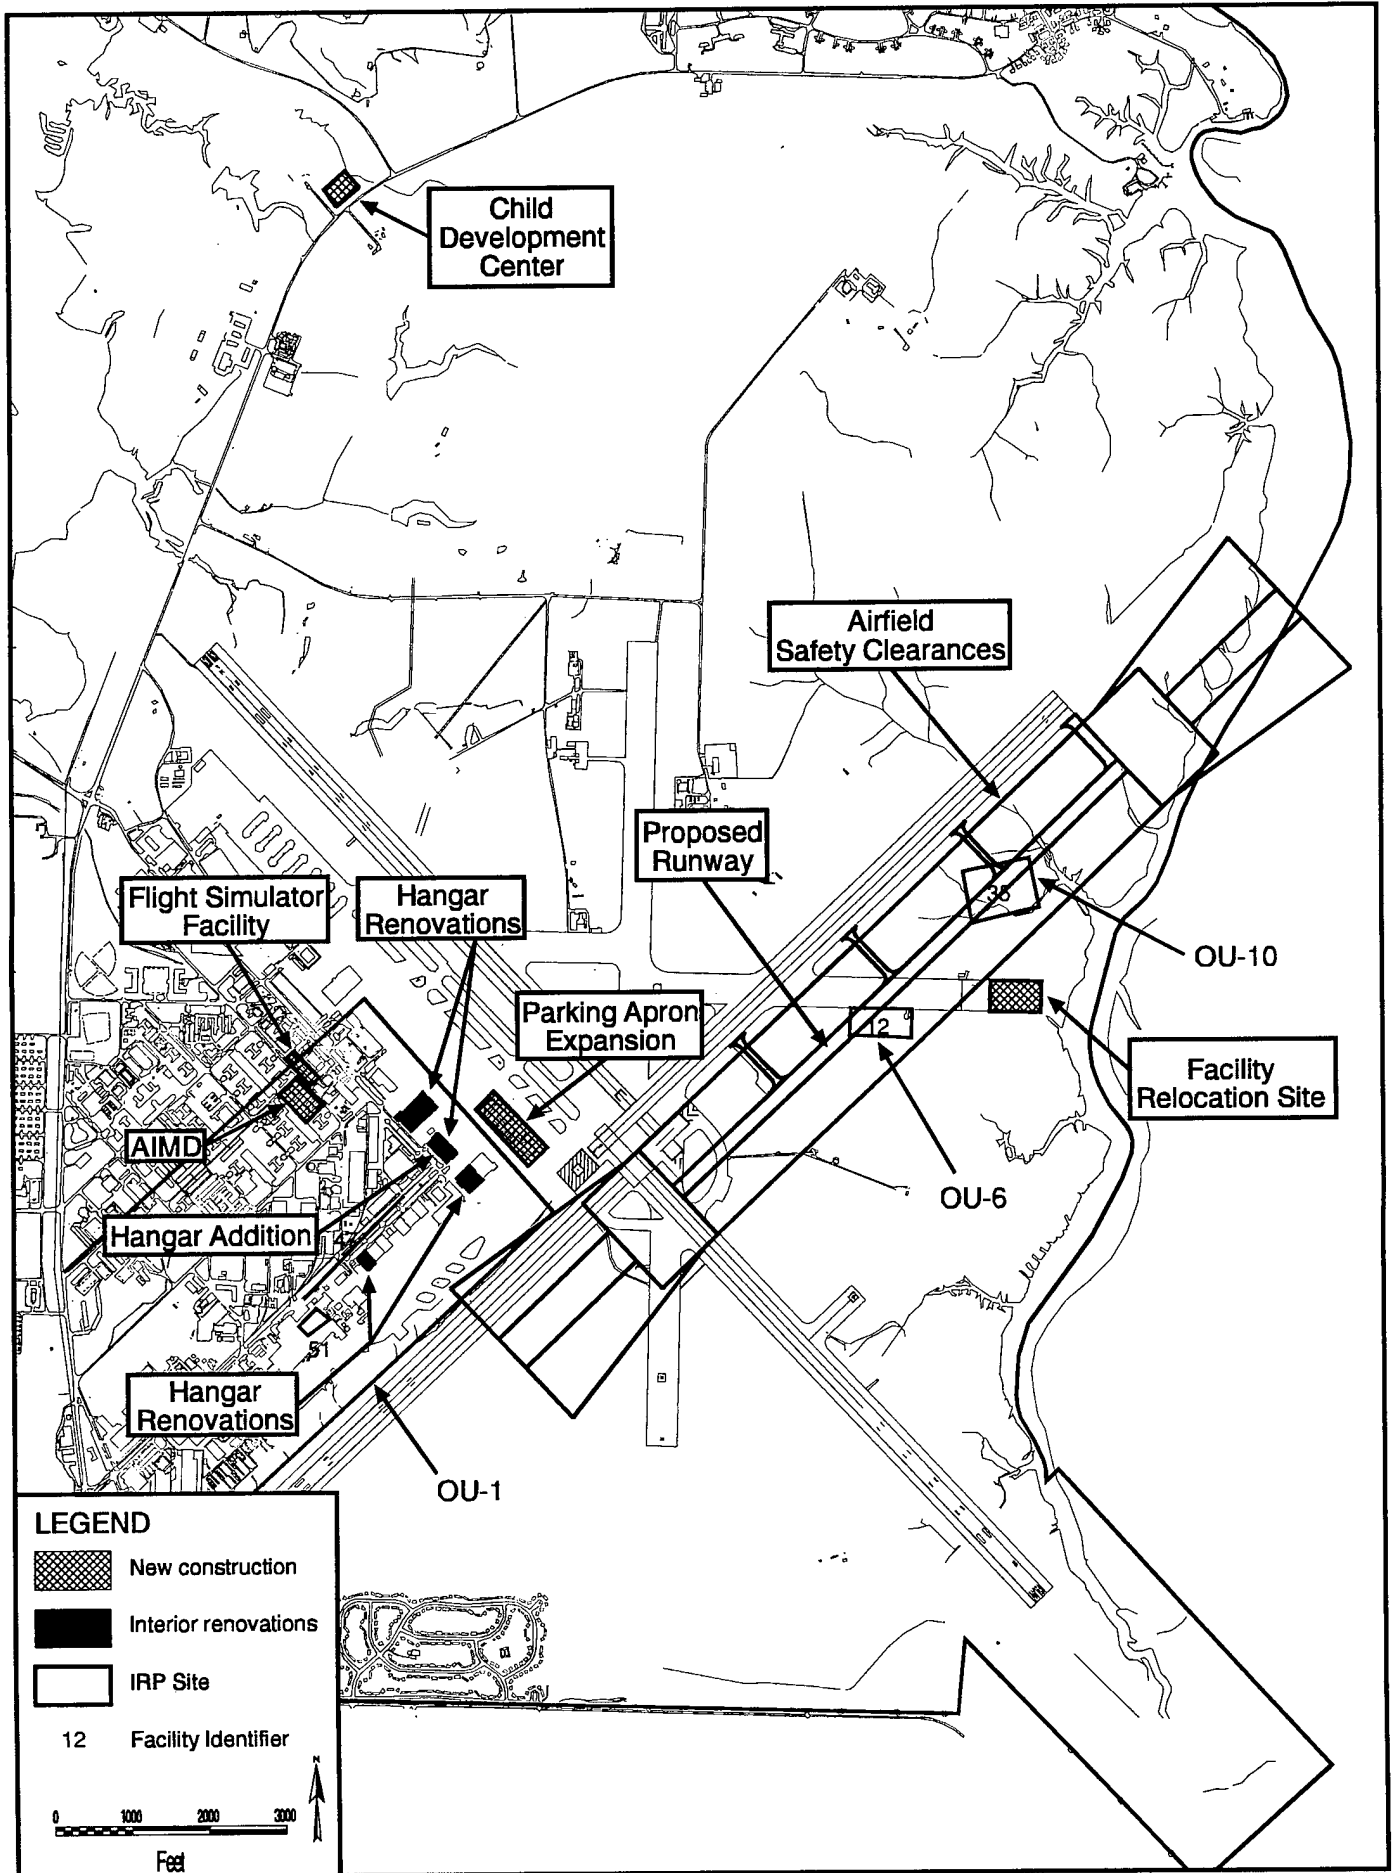 Child
Development
Center
Airfield
Safety Clearances
Proposed
Runway
Flight Simulator
Facility
Hangar
Renovations
38
OU-10
Parking Apron
Expansion
12
Facility
Relocation Site
AIMD
OU-6
Hangar Addition
47
51
Hangar
Renovations
OU-1
LEGEND
New construction
Interior renovations
IRP Site
12 Facility Identifier
N
0 1000 2000 3000
Feet